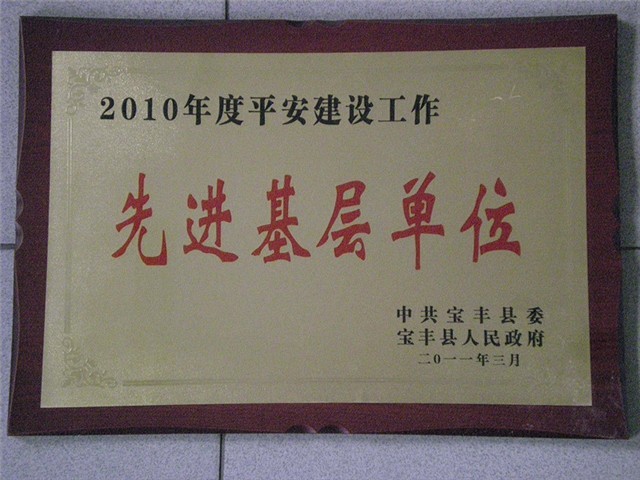 2010年度平安建设工作
先进基层单位
中共宝丰县委
宝丰县人民政府
二〇一一年三月